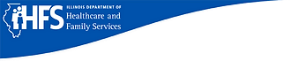 HFS
ILLINOIS DEPARTMENT OF
Healthcare and
Family Services